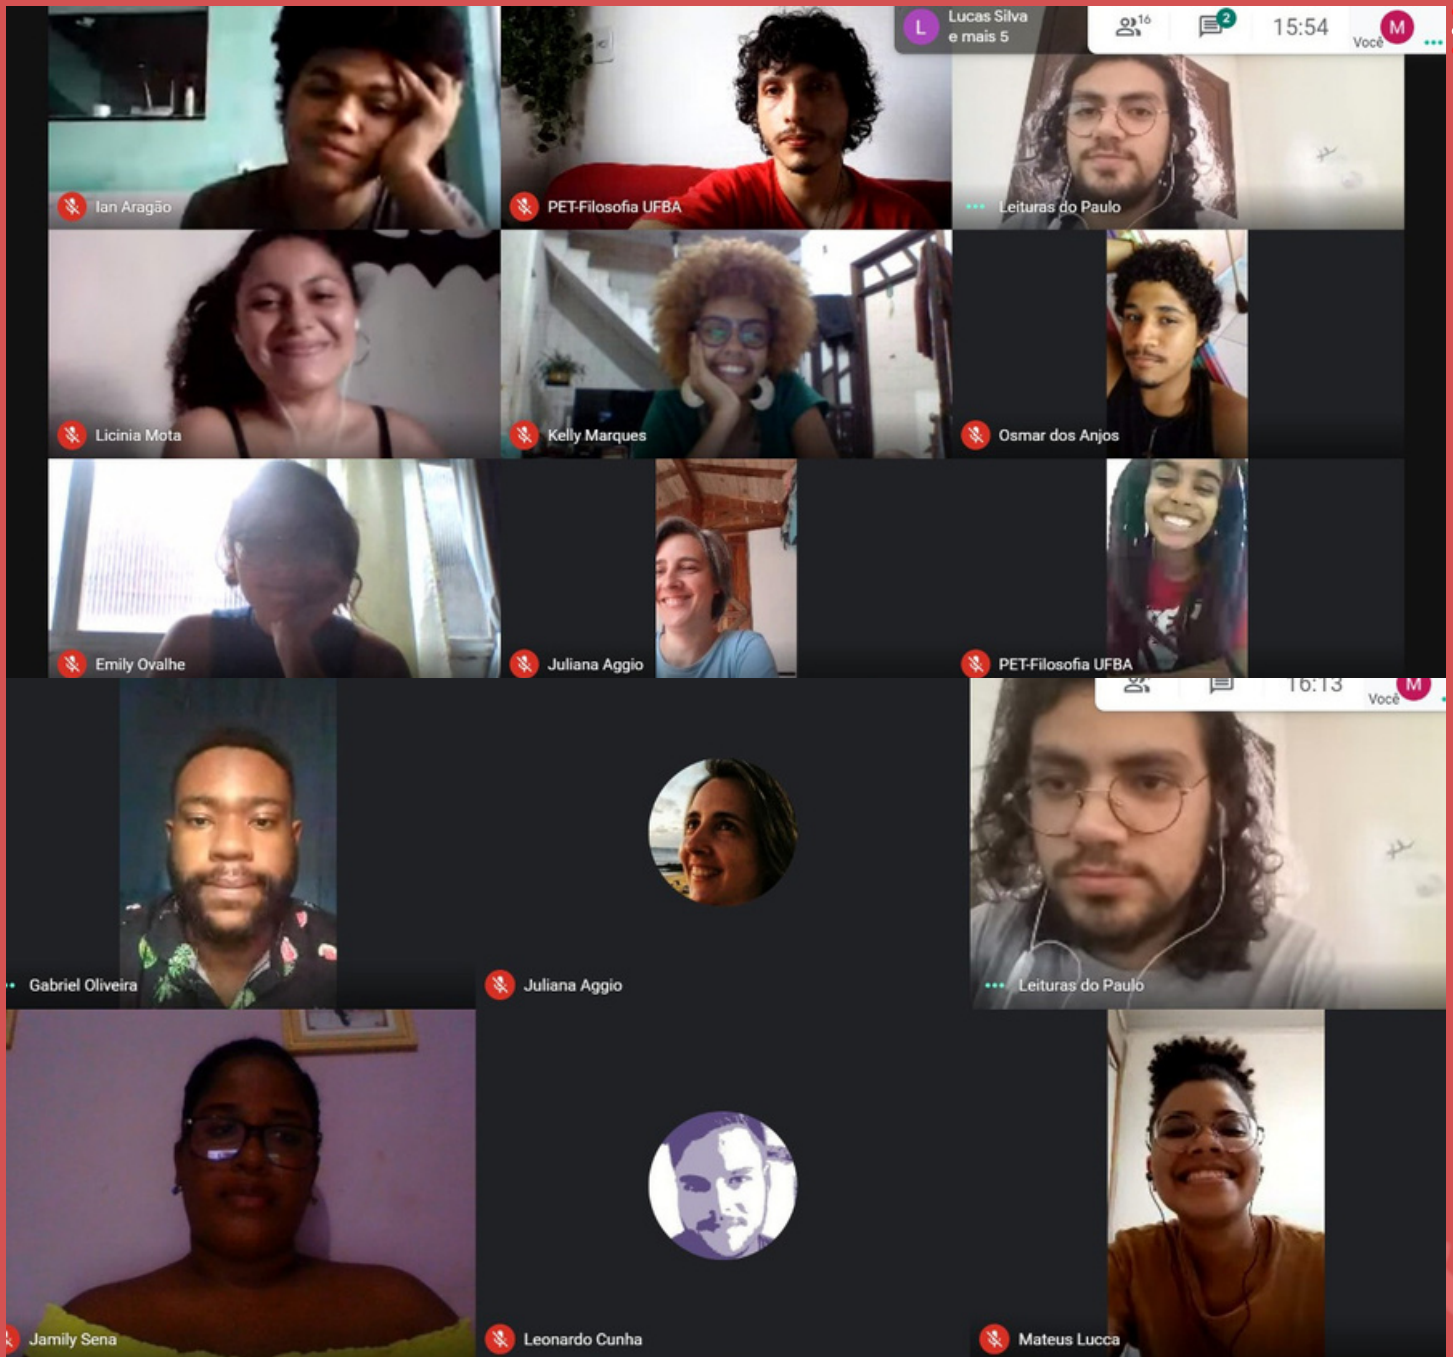 L
Lucas Silva
e mais 5
16
2
15:54
Você
M
Ian Aragão
PET-Filosofia UFBA
Leituras do Paulo
Licinia Mota
Kelly Marques
Osmar dos Anjos
Emily Ovalhe
Juliana Aggio
PET-Filosofia UFBA
16:13
Você
M
Gabriel Oliveira
Juliana Aggio
Leituras do Paulo
Jamily Sena
Leonardo Cunha
Mateus Lucca